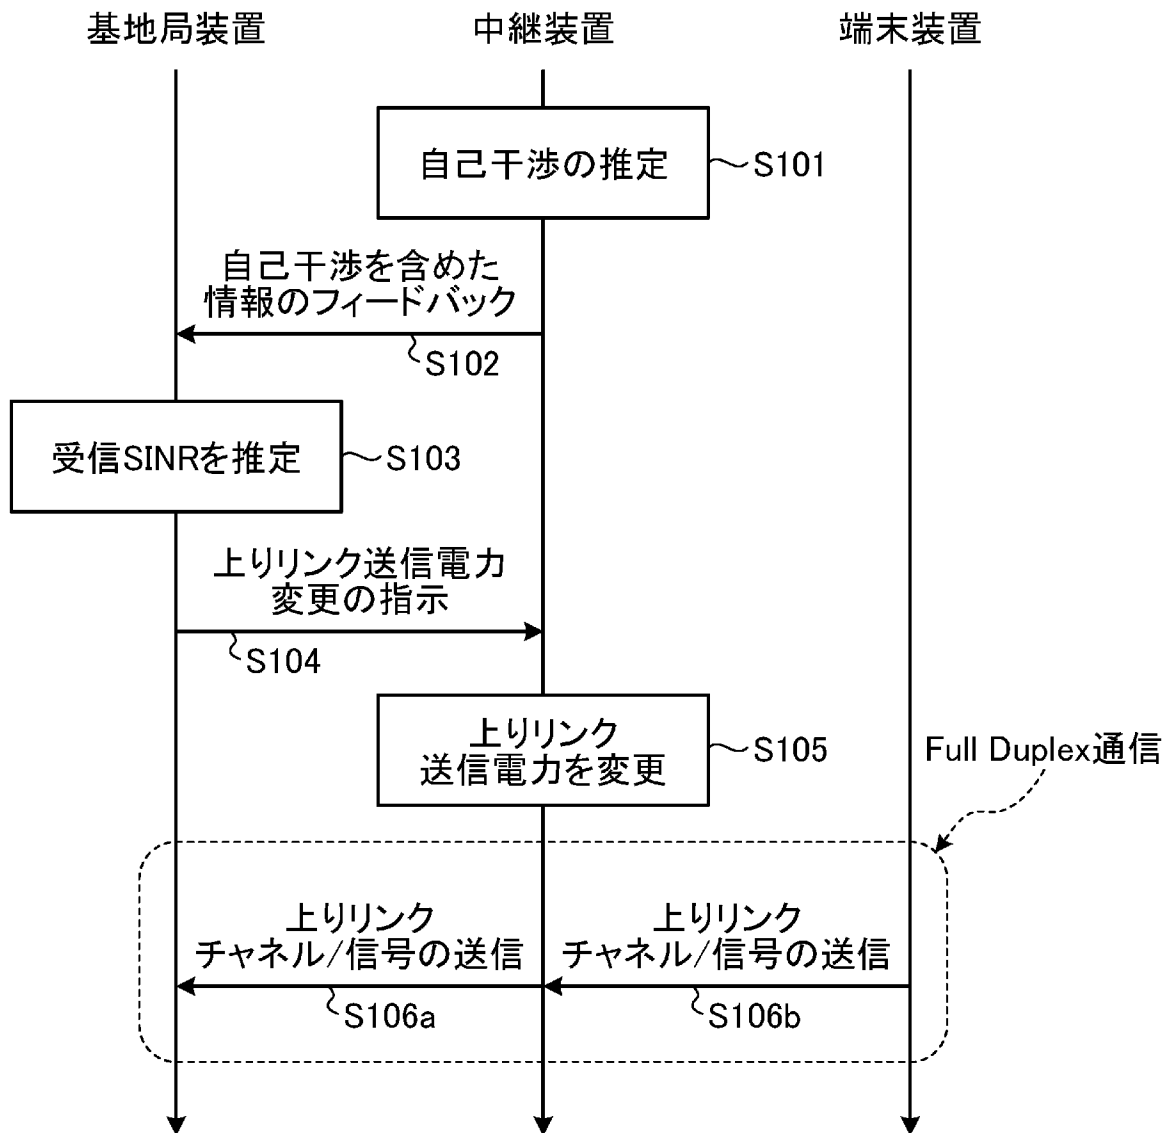 基地局装置
中継装置
端末装置
自己干渉の推定
S101
自己干渉を含めた
情報のフィードバック
S102
受信SINRを推定
S103
上りリンク送信電力
変更の指示
S104
上りリンク
送信電力を変更
S105
Full Duplex通信
上りリンク
チャネル/信号の送信
S106a
上りリンク
チャネル/信号の送信
S106b